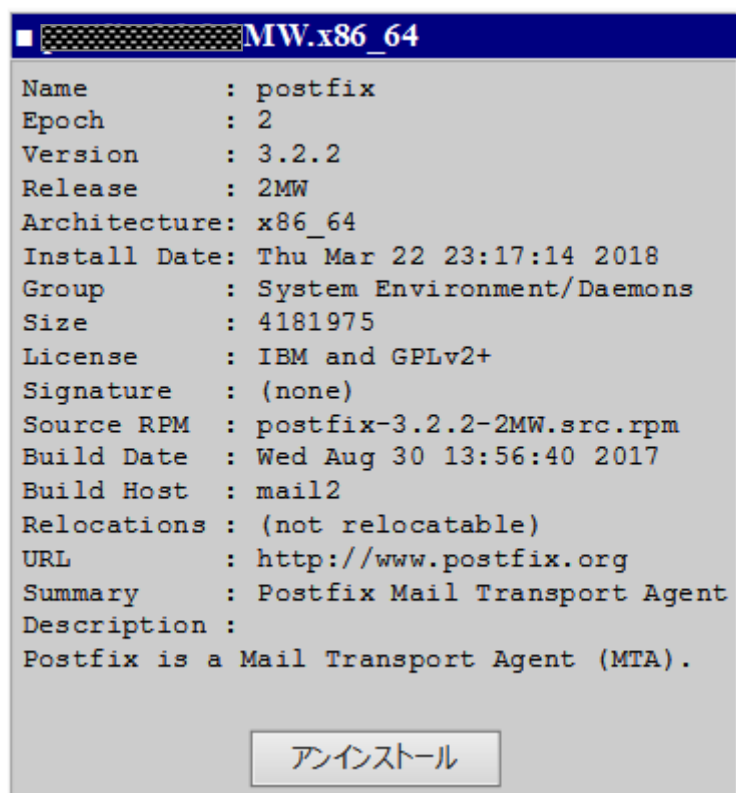 MW.x86_64
Name : postfix
Epoch : 2
Version : 3.2.2
Release : 2MW
Architecture: x86_64
Install Date: Thu Mar 22 23:17:14 2018
Group : System Environment/Daemons
Size : 4181975
License : IBM and GPLv2+
Signature : (none)
Source RPM : postfix-3.2.2-2MW.src.rpm
Build Date : Wed Aug 30 13:56:40 2017
Build Host : mail2
Relocations : (not relocatable)
URL : http://www.postfix.org
Summary : Postfix Mail Transport Agent
Description :
Postfix is a Mail Transport Agent (MTA).
アンインストール